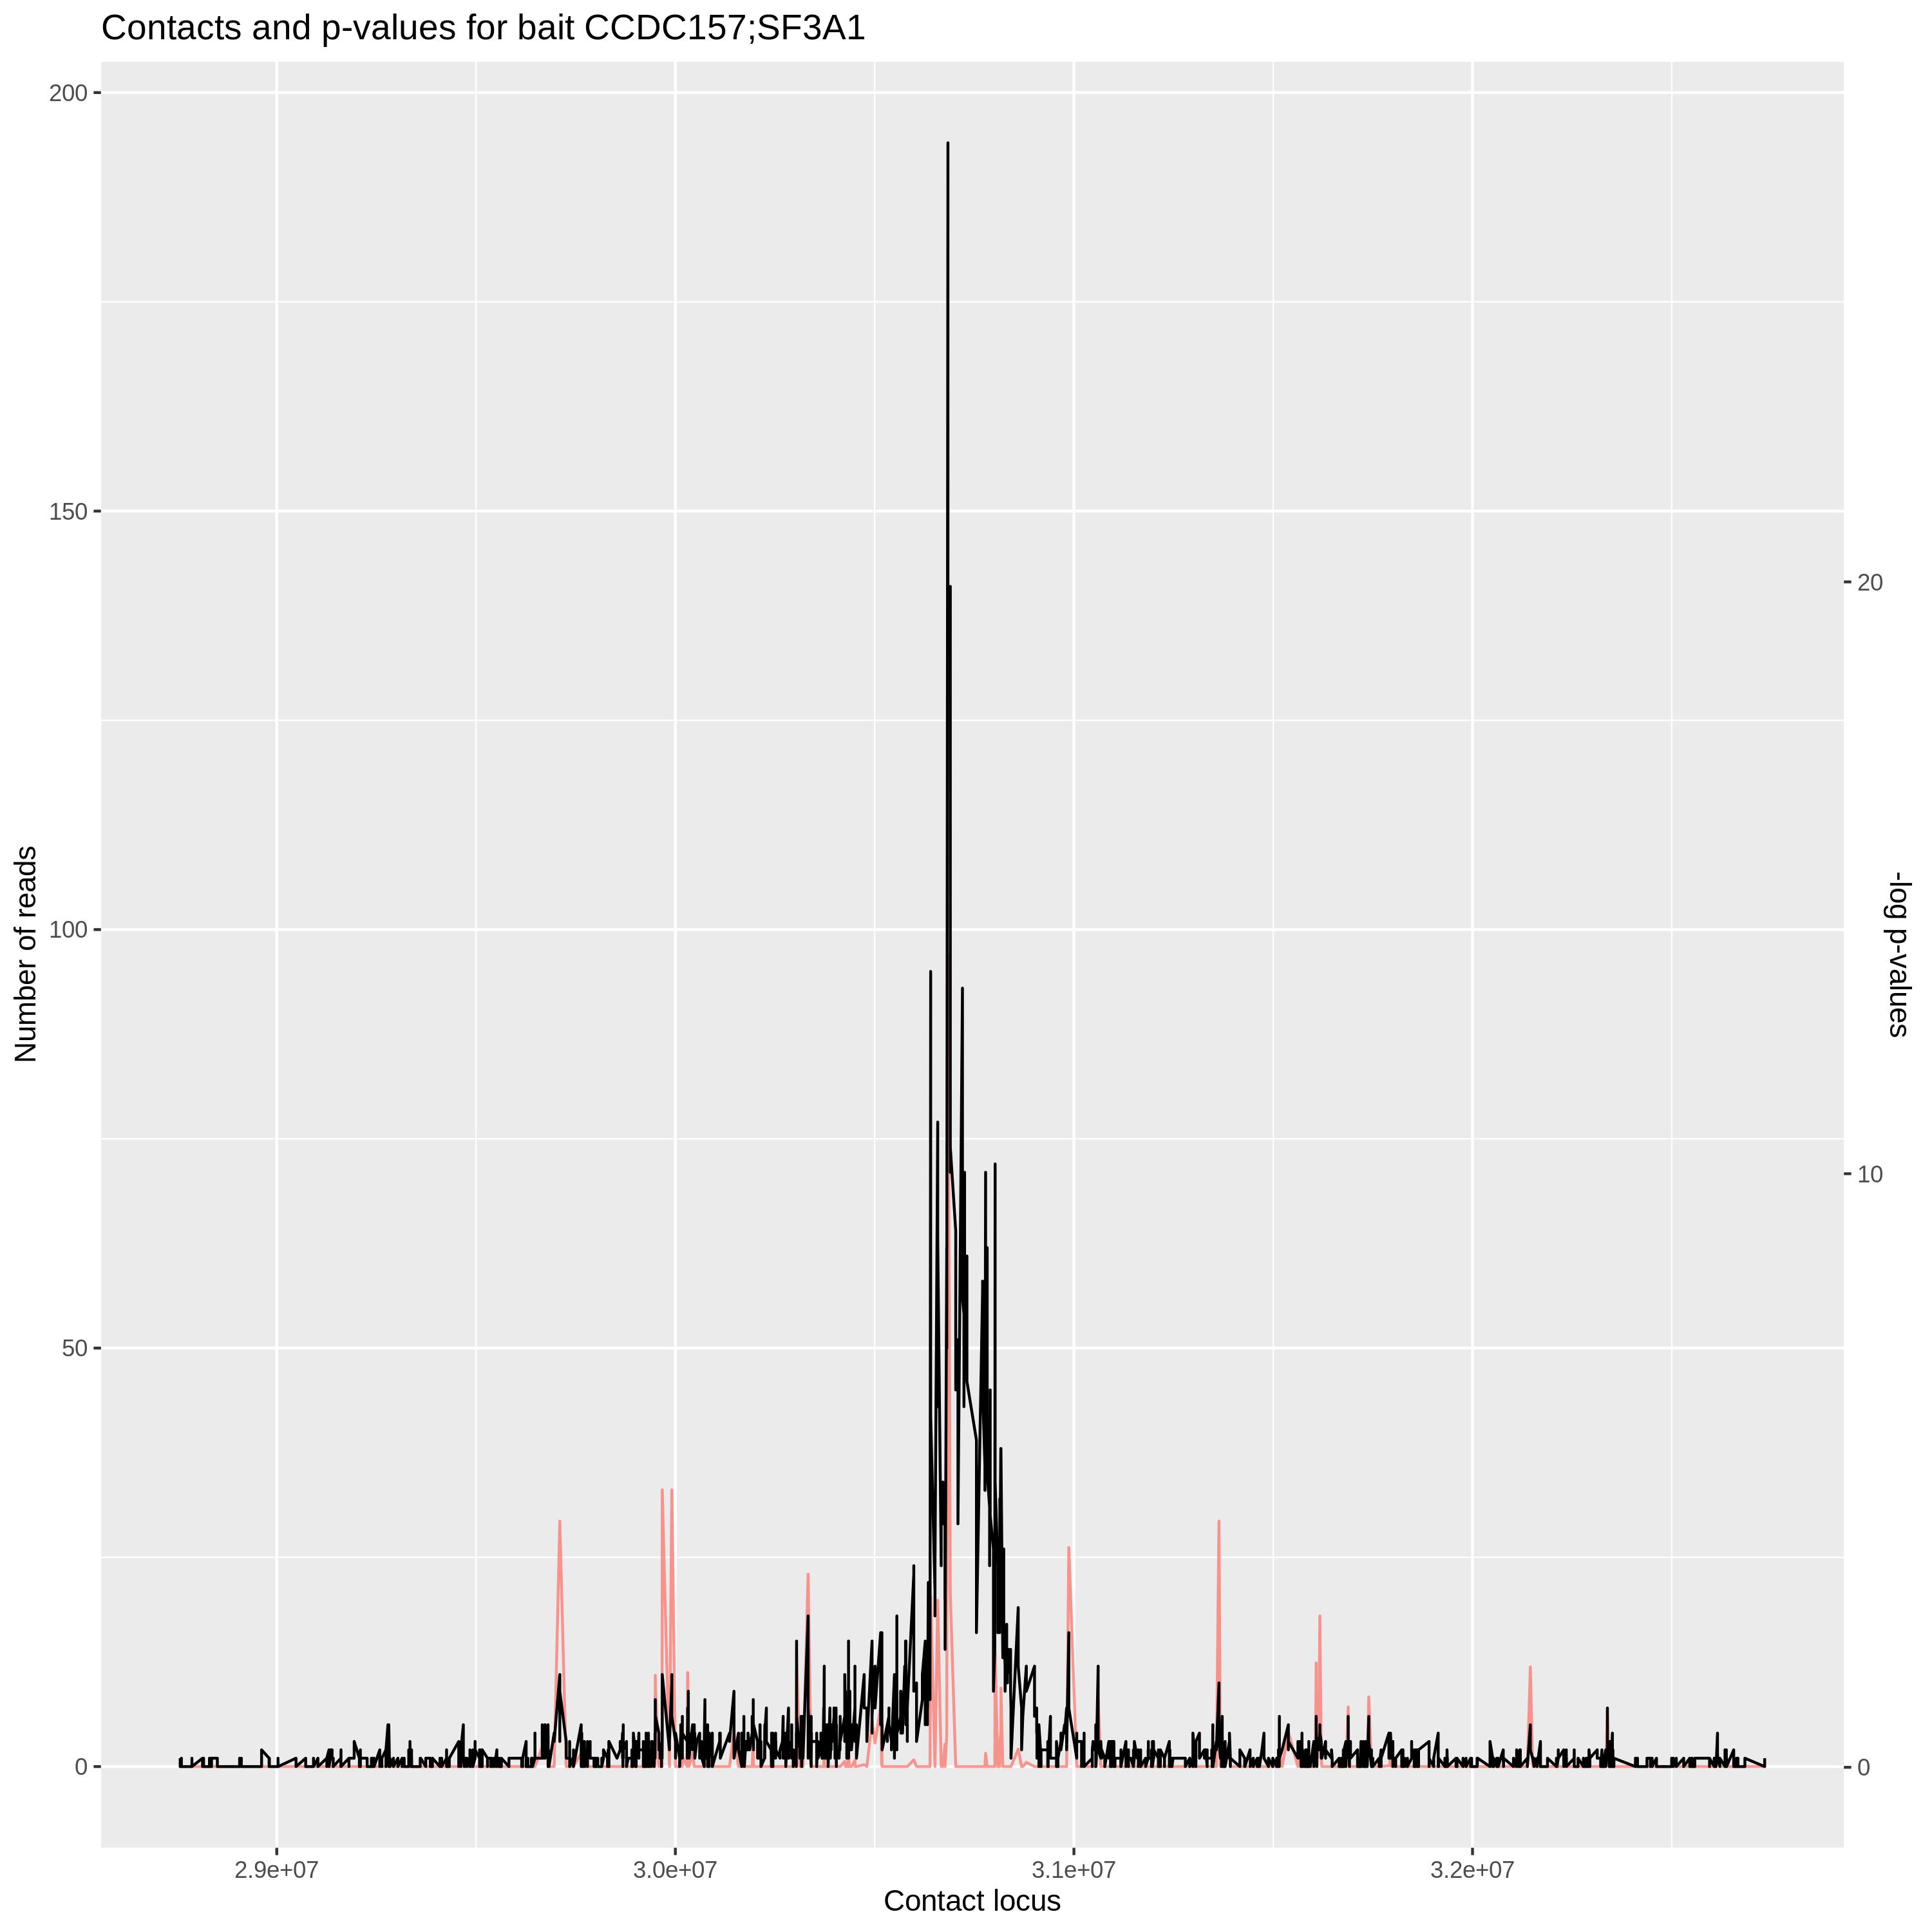 Contacts and p-values for bait CCDC157;SF3A1
200
150
100
50
0
Number of reads
20
10
0
-log p-values
2.9e+07
3.0e+07
3.1e+07
3.2e+07
Contact locus